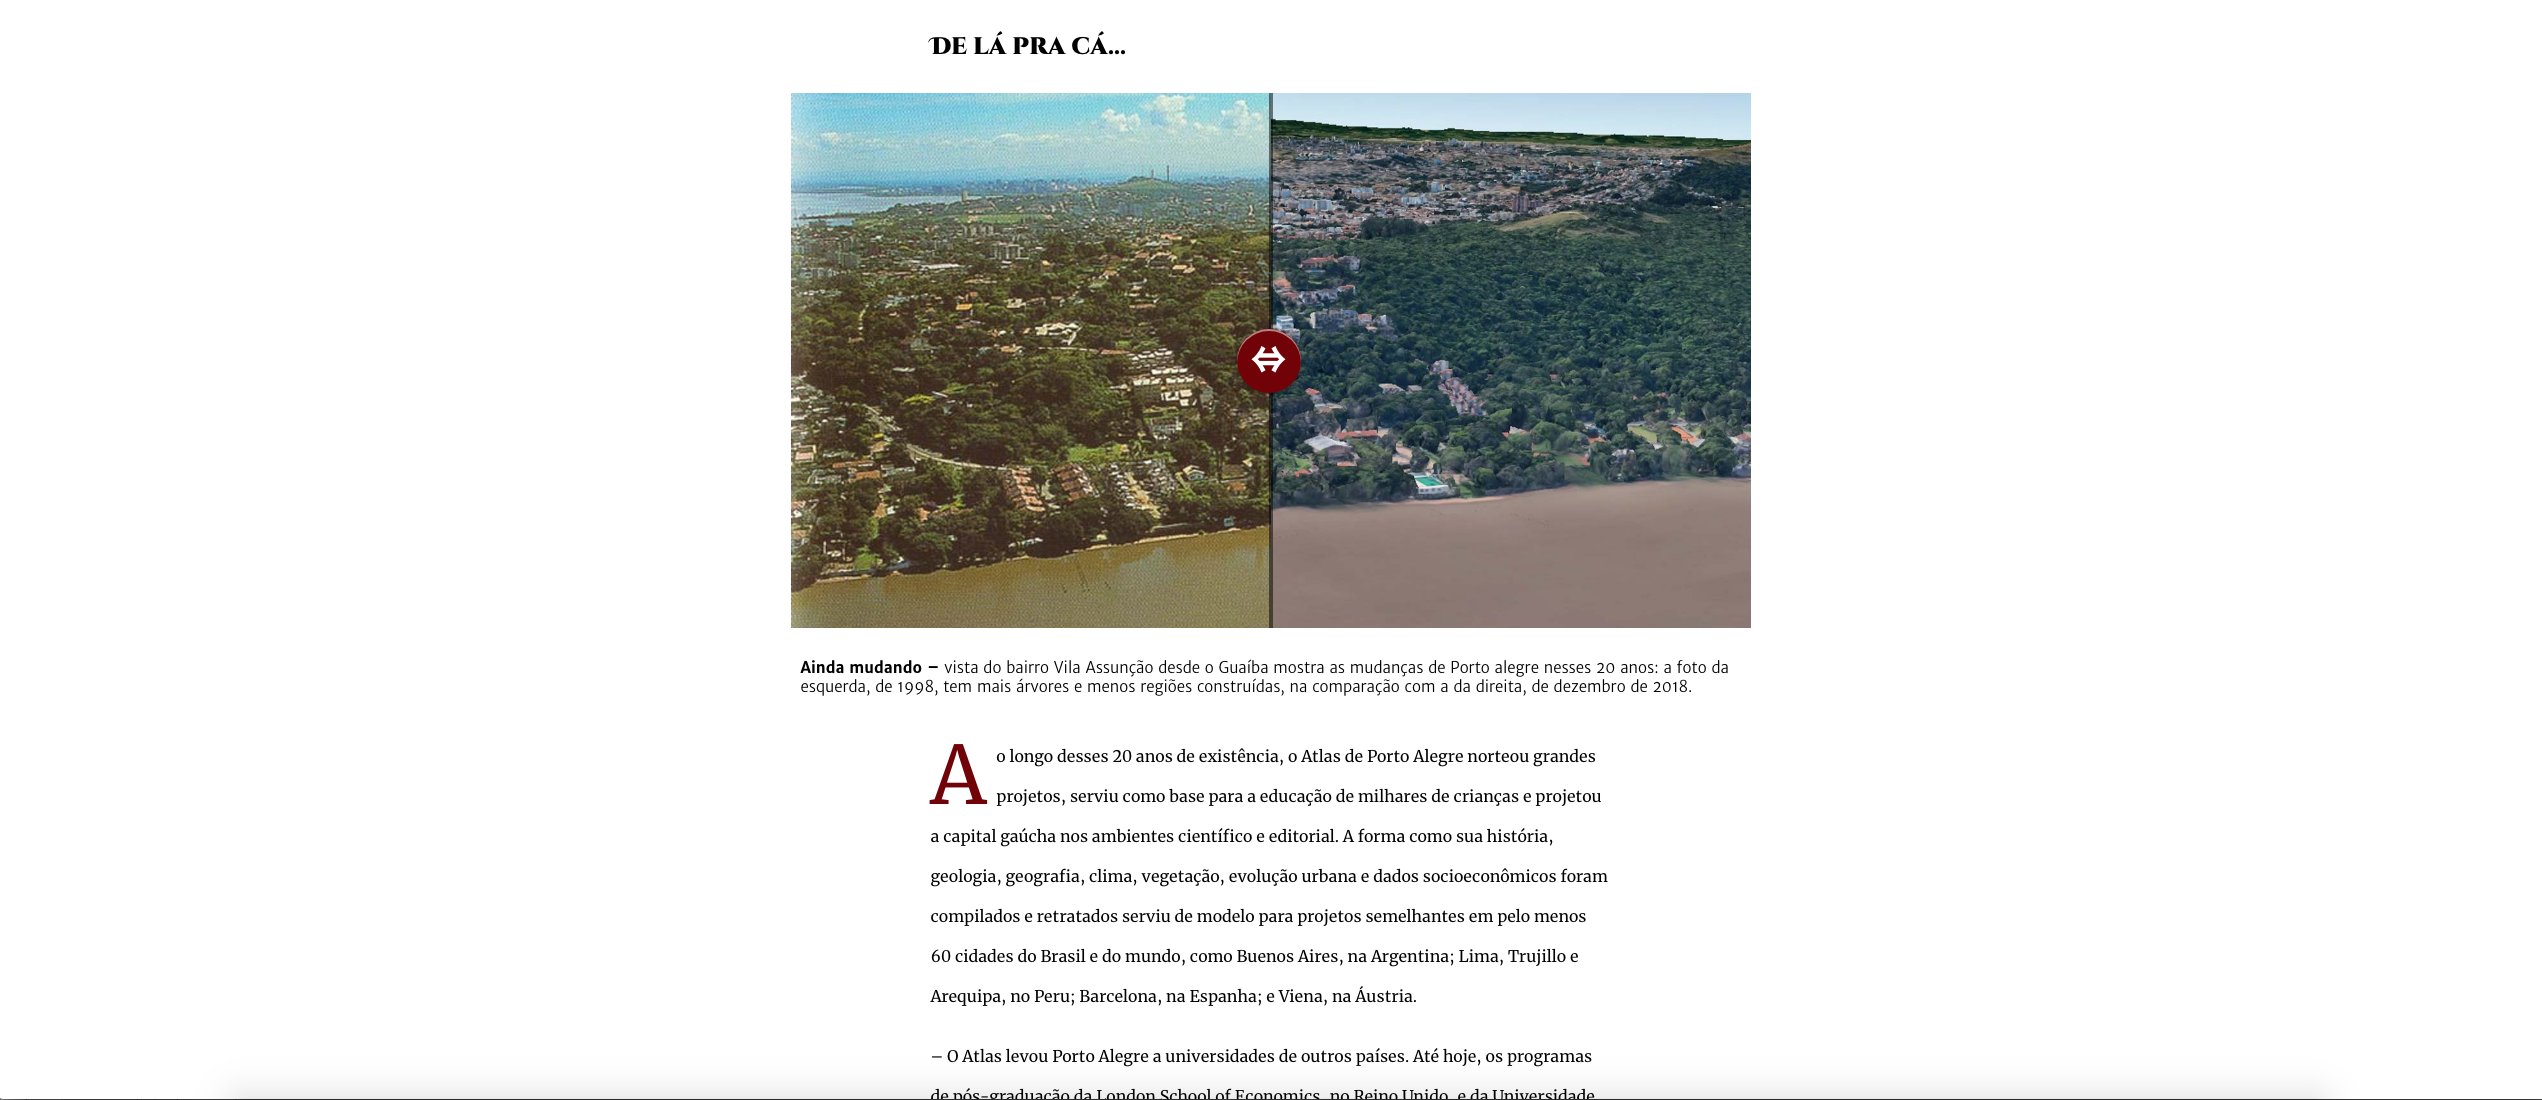 De lá pra cá...
Ainda mudando – vista do bairro Vila Assunção desde o Guaíba mostra as mudanças de Porto alegre nesses 20 anos: a foto da
esquerda, de 1998, tem mais árvores e menos regiões construídas, na comparação com a da direita, de dezembro de 2018.
Ao longo desses 20 anos de existência, o Atlas de Porto Alegre norteou grandes
projetos, serviu como base para a educação de milhares de crianças e projetou
a capital gaúcha nos ambientes científico e editorial. A forma como sua história,
geologia, geografia, clima, vegetação, evolução urbana e dados socioeconômicos foram
compilados e retratados serviu de modelo para projetos semelhantes em pelo menos
60 cidades do Brasil e do mundo, como Buenos Aires, na Argentina; Lima, Trujillo e
Arequipa, no Peru; Barcelona, na Espanha; e Viena, na Áustria.
– O Atlas levou Porto Alegre a universidades de outros países. Até hoje, os programas
de pós-graduação da London School of Economics, no Reino Unido, e da Universidade